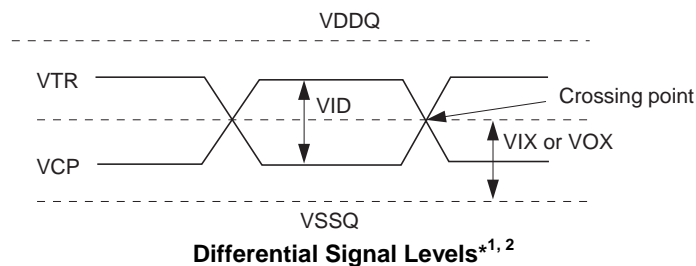 VDDQ
VTR
VID
Crossing point
VIX or VOX
VCP
VSSQ
Differential Signal Levels*1, 2